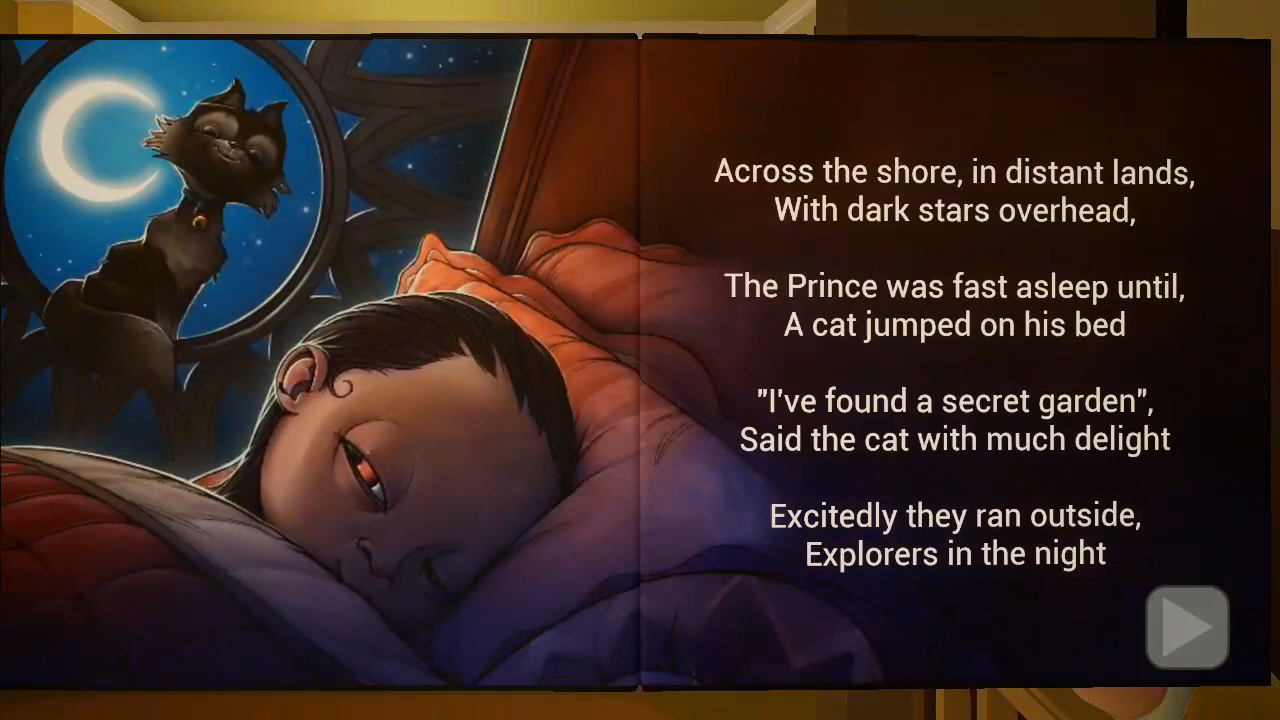 Across the shore, in distant lands,
With dark stars overhead,
The Prince was fast asleep until,
A cat jumped on his bed
"I've found a secret garden",
Said the cat with much delight
Excitedly they ran outside,
Explorers in the night